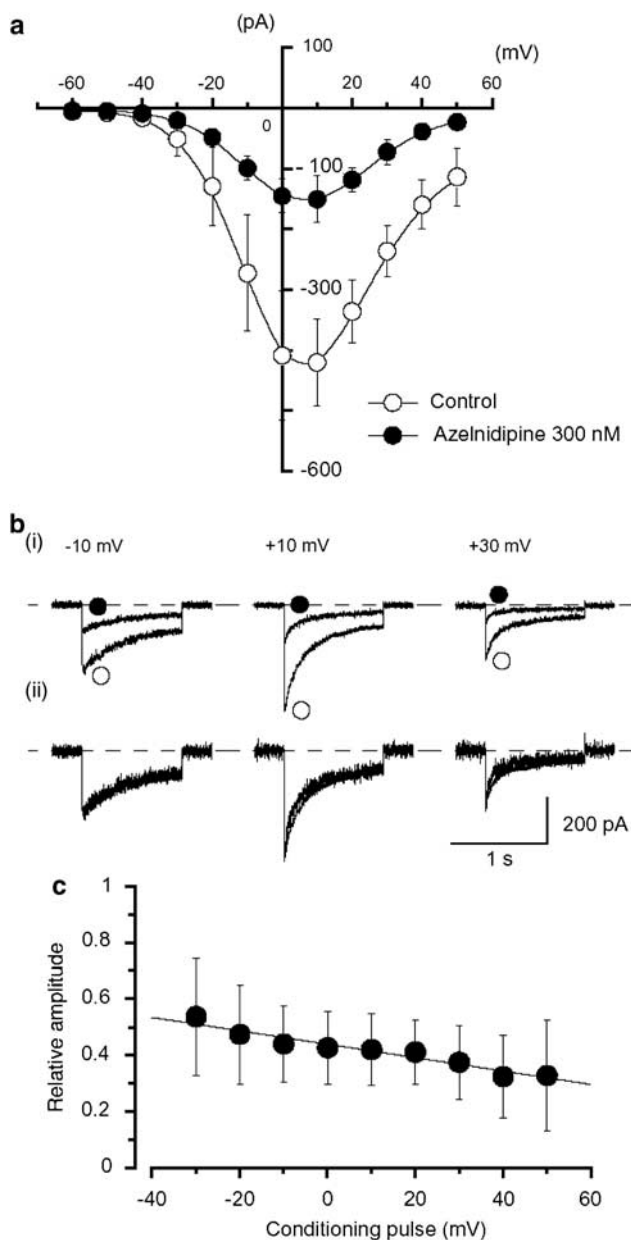 a
(pA)
100
(mV)
-60 -40 -20 0 20 40 60
-100
-300
-600
Control
Azelnidipine 300 nM
b
(i)
-10 mV +10 mV +30 mV
(ii)
200 pA
1 s
c
1
0.8
0.6
0.4
0.2
0
Relative amplitude
-40 -20 0 20 40 60
Conditioning pulse (mV)